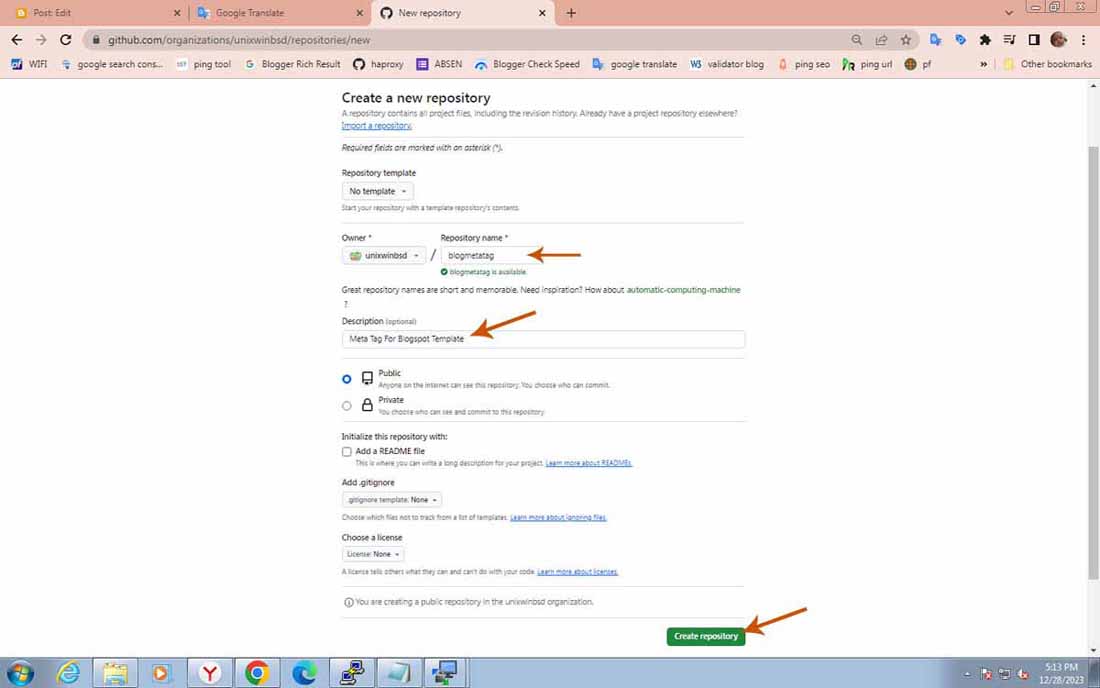 Post: Edit
Google Translate
New repository
github.com/organizations/unixwinbsd/repositories/new
WIFI
google search cons...
ping tool
Blogger Rich Result
haproxy
ABSEN
Blogger Check Speed
google translate
validator blog
ping seo
ping url
pf
»
Other bookmarks
Create a new repository
A repository contains all project files, including the revision history. Already have a project repository elsewhere?
Import a repository.
Required fields are marked with an asterisk (*).
Repository template
No template
Start your repository with a template repository's contents.
Owner * Repository name *
unixwinbsd / blogmetatag
blogmetatag is available.
Great repository names are short and memorable. Need inspiration? How about automatic-computing-machine
?
Description (optional)
Meta Tag For Blogspot Template
Public
Anyone on the internet can see this repository. You choose who can commit.
Private
You choose who can see and commit to this repository.
Initialize this repository with:
Add a README file
This is where you can write a long description for your project. Learn more about READMEs.
Add .gitignore
.gitignore template: None
Choose which files not to track from a list of templates. Learn more about ignoring files.
Choose a license
License: None
A license tells others what they can and can't do with your code. Learn more about licenses.
You are creating a public repository in the unixwinbsd organization.
Create repository
5:13 PM
12/28/2023